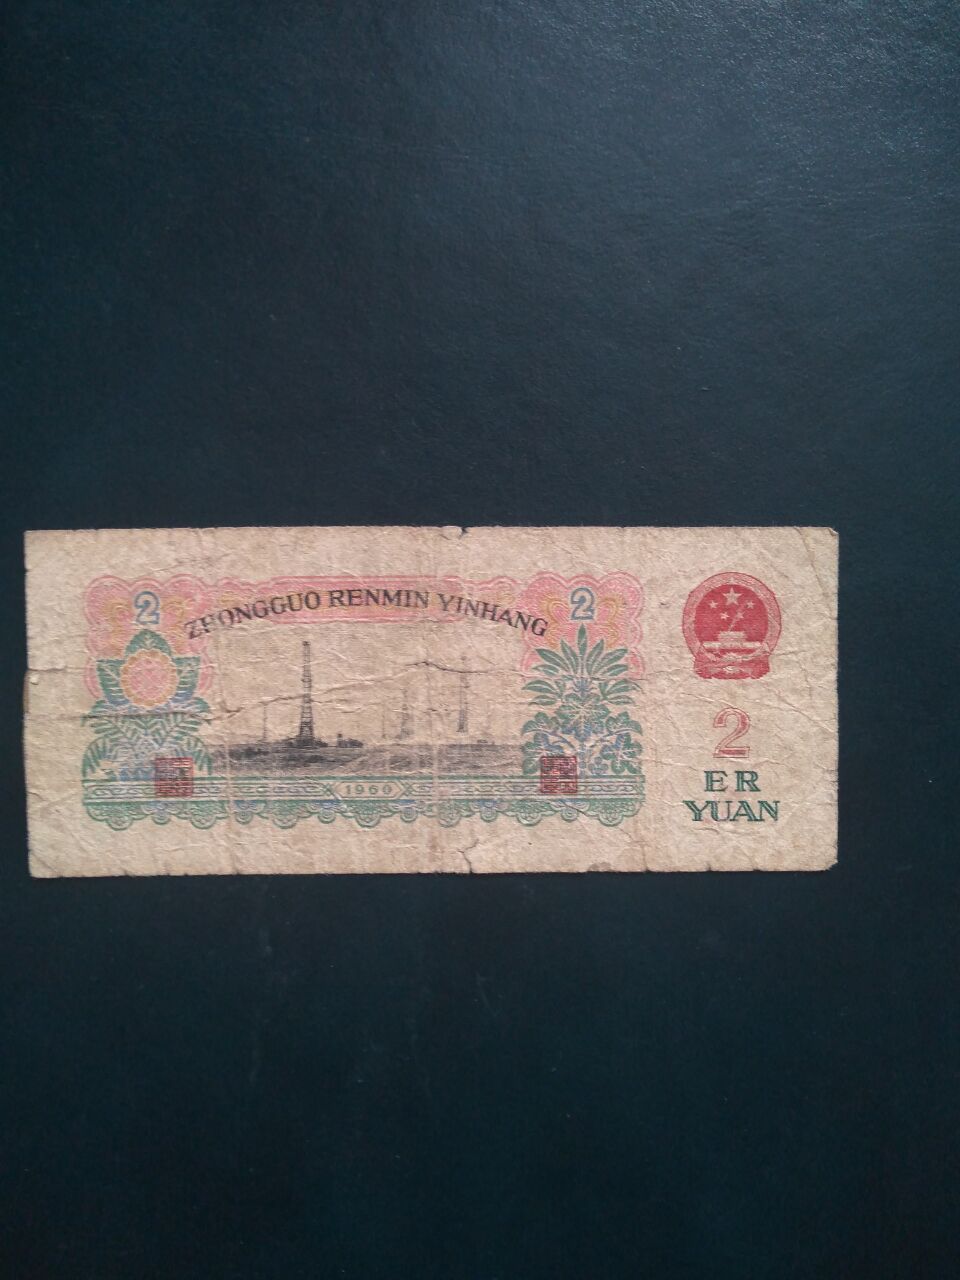 2
2
ZHONGGUO RENMIN YINHANG
2
ER
YUAN
1960